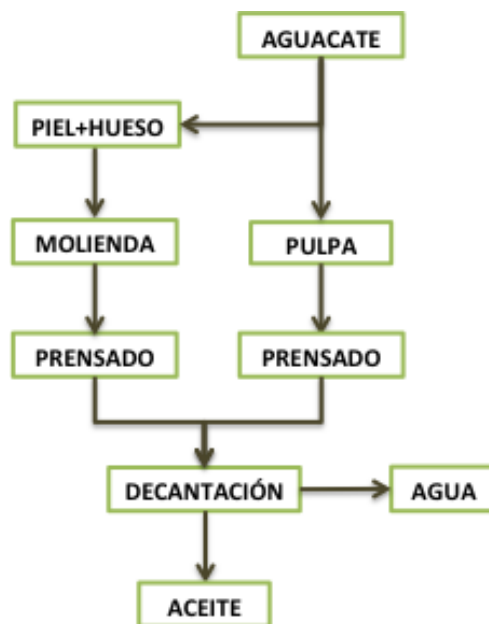 AGUACATE
PIEL+HUESO
MOLIENDA
PULPA
PRENSADO
PRENSADO
DECANTACIÓN
AGUA
ACEITE